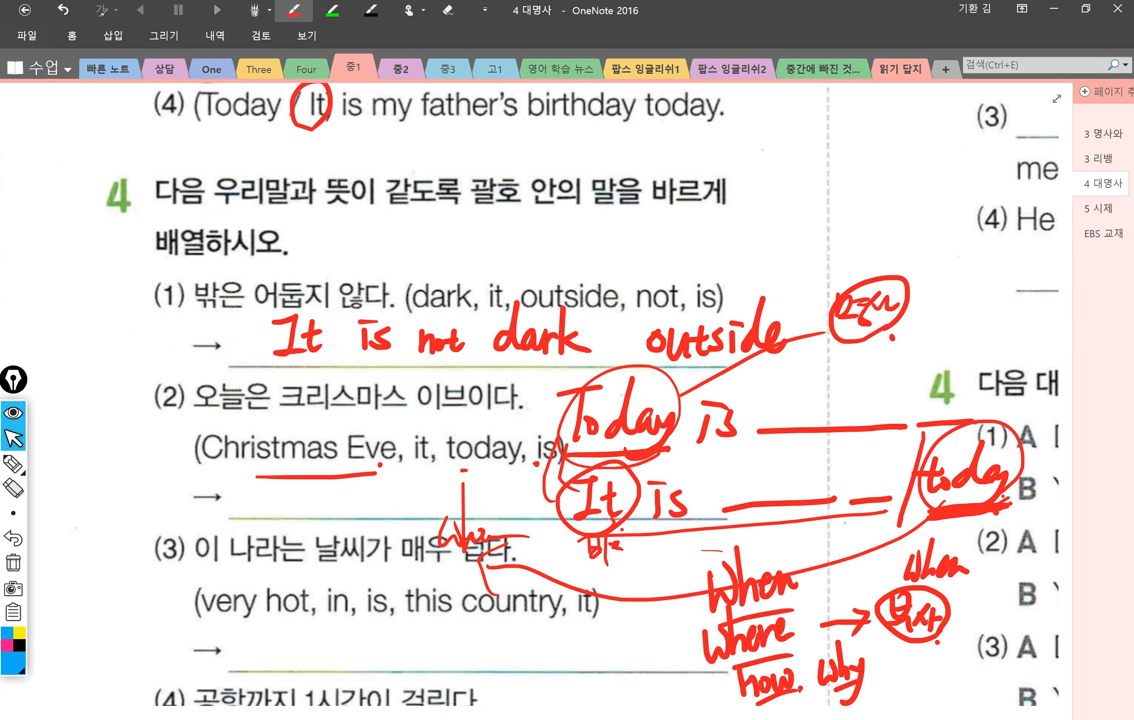 4 대명사 - OneNote 2016
기환 김
파일 홈 삽입 그리기 내역 검토 보기
수업 빠른 노트 상담 One Three Four 중1 중2 중3 고1 영어 학습 뉴스 팝스 잉글리쉬1 팝스 잉글리쉬2 중간에 빠진 것... 읽기 답지 + 검색(Ctrl+E)
페이지 추
3 명사와
3 리뱅
4 대명사
5 시제
EBS 교재
(4) (Today / It) is my father's birthday today.
4 다음 우리말과 뜻이 같도록 괄호 안의 말을 바르게
배열하시오.
(1) 밖은 어둡지 않다. (dark, it, outside, not, is)
→ It is not dark outside
(2) 오늘은 크리스마스 이브이다.
(Christmas Eve, it, today, is)
→
Today is
명사
It is today
(3) 이 나라는 날씨가 매우 덥다.
(very hot, in, is, this country, it)
→
when
where → 부사
how, why
when
(4) 공항까지 1시간이 걸린다.
(3)
me
(4) He
4 다음 대
(1) A [
B
(2) A [
B
(3) A [
B